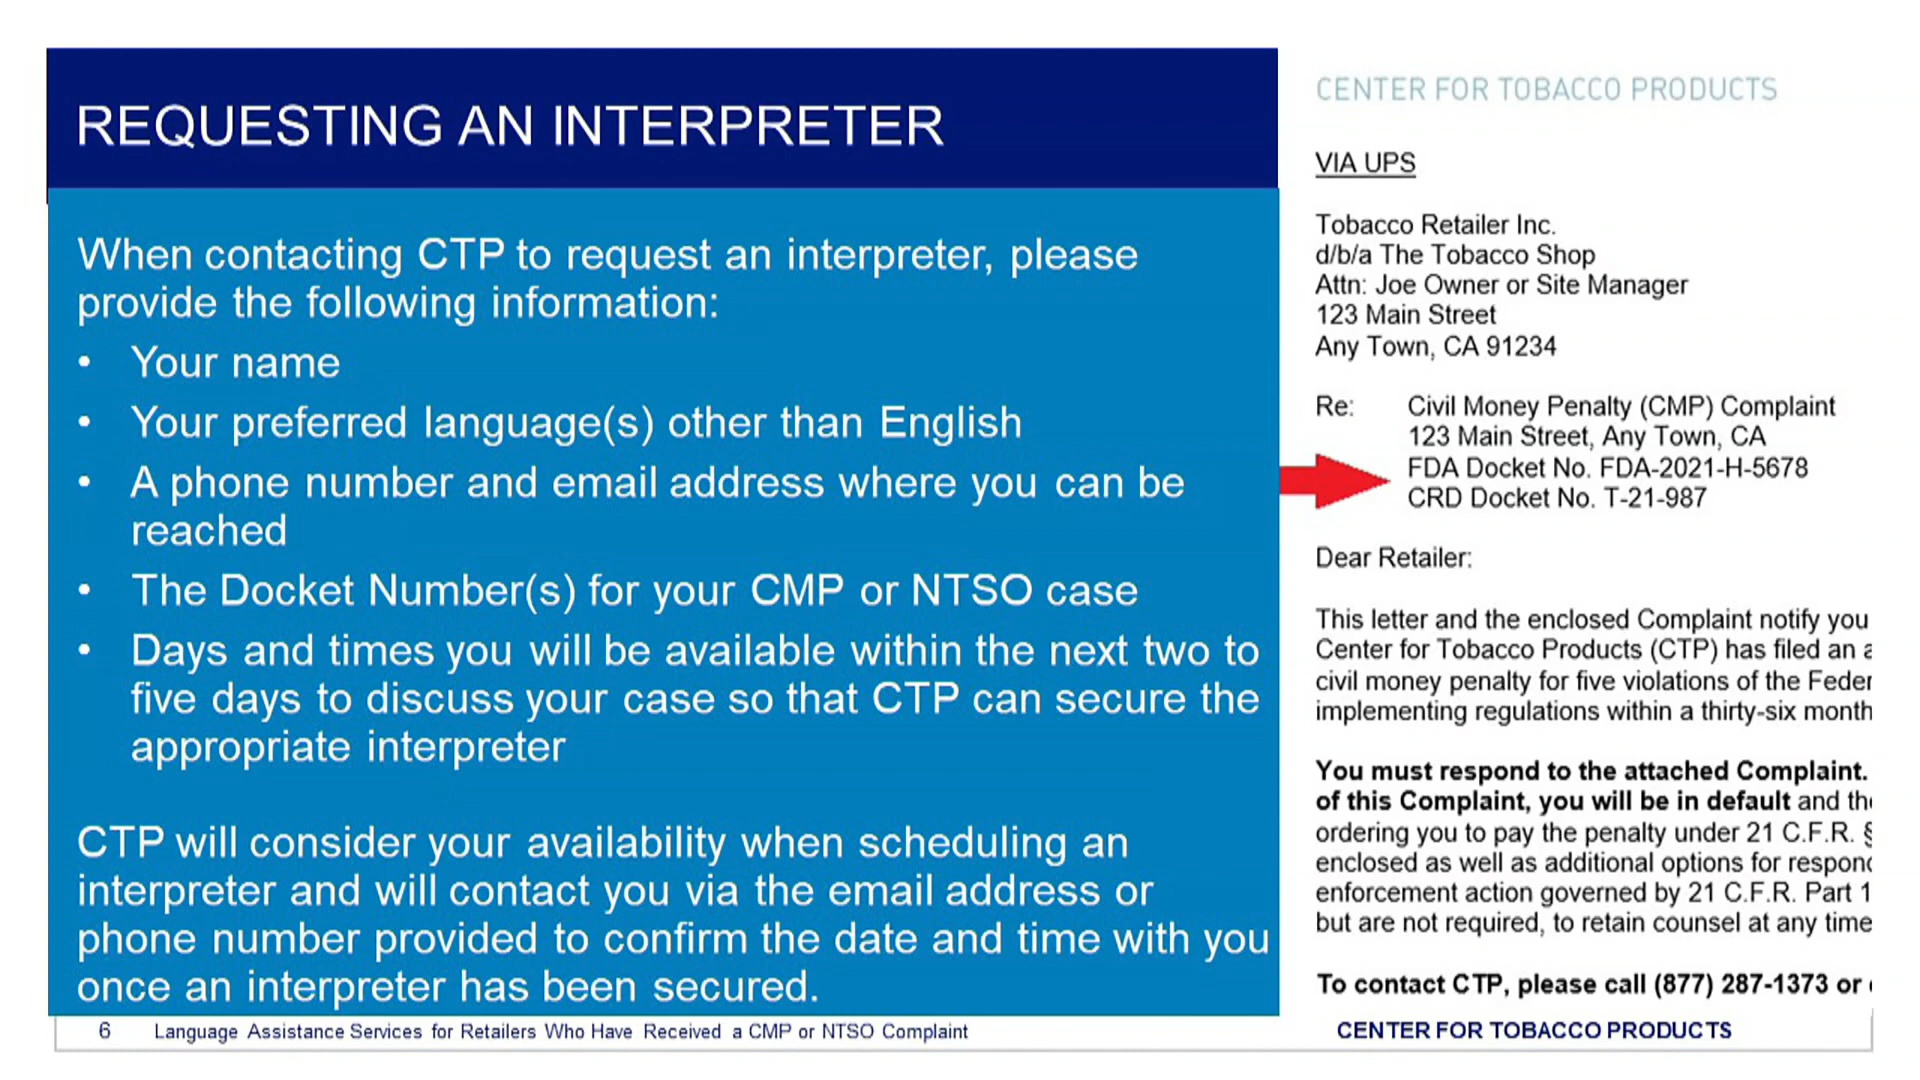 REQUESTING AN INTERPRETER
When contacting CTP to request an interpreter, please
provide the following information:
• Your name
• Your preferred language(s) other than English
• A phone number and email address where you can be
reached
• The Docket Number(s) for your CMP or NTSO case
• Days and times you will be available within the next two to
five days to discuss your case so that CTP can secure the
appropriate interpreter
CTP will consider your availability when scheduling an
interpreter and will contact you via the email address or
phone number provided to confirm the date and time with you
once an interpreter has been secured.
CENTER FOR TOBACCO PRODUCTS
VIA UPS
Tobacco Retailer Inc.
d/b/a The Tobacco Shop
Attn: Joe Owner or Site Manager
123 Main Street
Any Town, CA 91234
Re: Civil Money Penalty (CMP) Complaint
123 Main Street, Any Town, CA
FDA Docket No. FDA-2021-H-5678
CRD Docket No. T-21-987
Dear Retailer:
This letter and the enclosed Complaint notify you
Center for Tobacco Products (CTP) has filed an
civil money penalty for five violations of the Feder
implementing regulations within a thirty-six month
You must respond to the attached Complaint.
of this Complaint, you will be in default and the
ordering you to pay the penalty under 21 C.F.R. §
enclosed as well as additional options for respon
enforcement action governed by 21 C.F.R. Part 1
but are not required, to retain counsel at any time
To contact CTP, please call (877) 287-1373 or
6 Language Assistance Services for Retailers Who Have Received a CMP or NTSO Complaint
CENTER FOR TOBACCO PRODUCTS